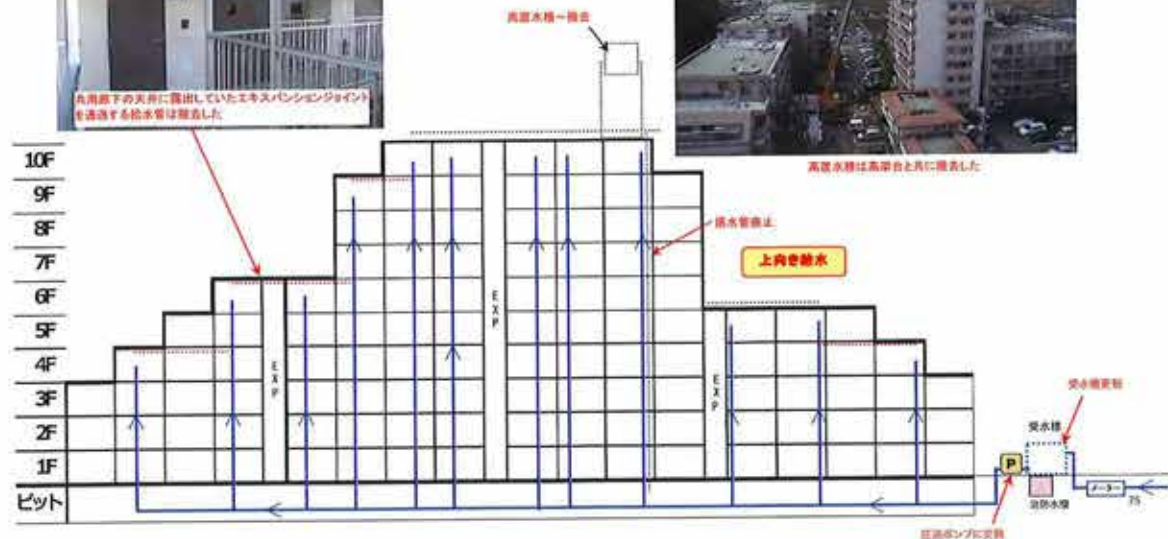 高置水槽〜撤去
共用廊下の天井に露出していたエキスパンションジョイント
を通過する給水管は撤去した
高置水槽は高架台と共に撤去した
10F
9F
8F
7F
6F
5F
4F
3F
2F
1F
ピット
揚水管廃止
上向き給水
EXP
EXP
EXP
受水槽更新
受水槽
P
消防水槽
メーター
75
圧送ポンプに交換